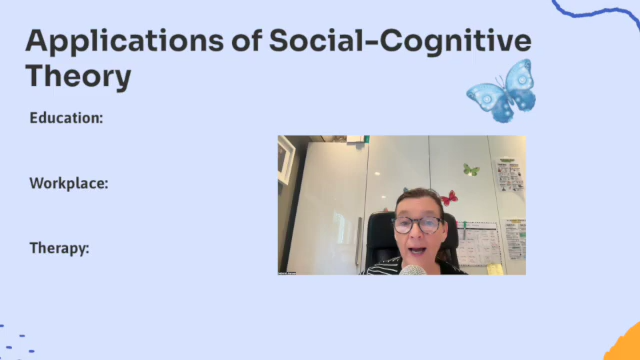 Applications of Social-Cognitive
Theory
Education:
Workplace:
Therapy: